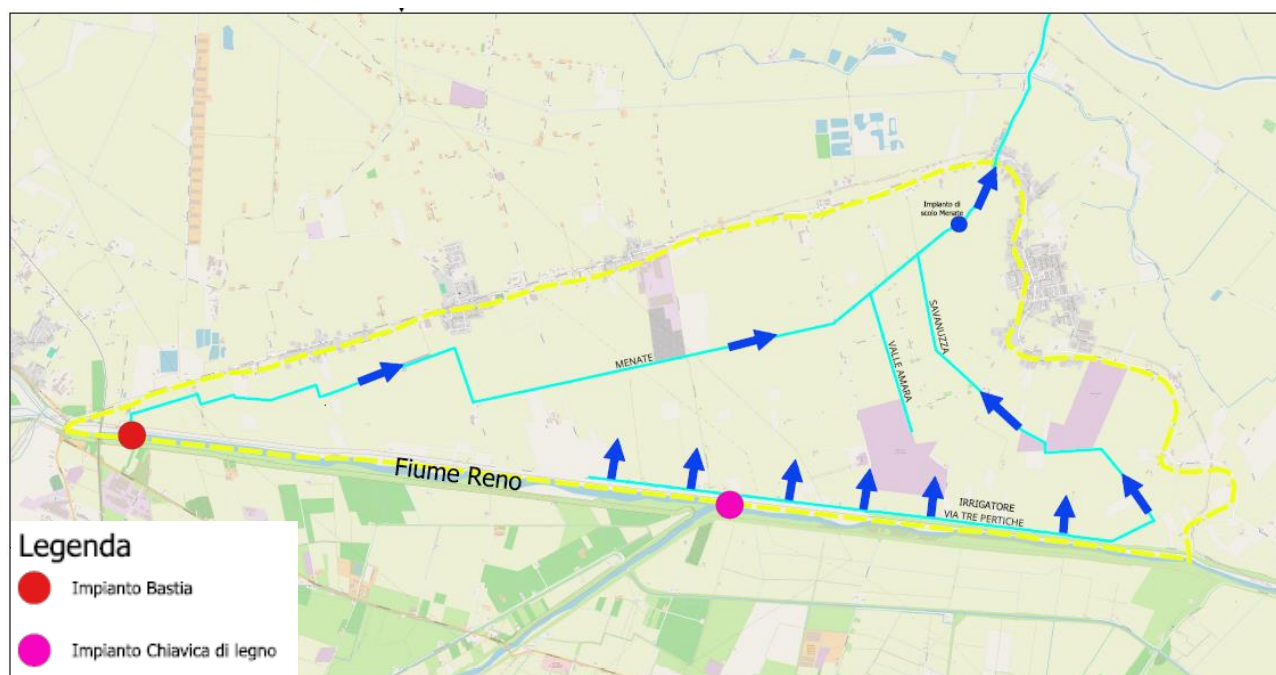 Impianto di
scolo Menate
SAVANUZZA
MENATE
VALLE AMARA
Fiume Reno
IRRIGATORE
VIA TRE PERTICHE
Legenda
Impianto Bastia
Impianto Chiavica di legno